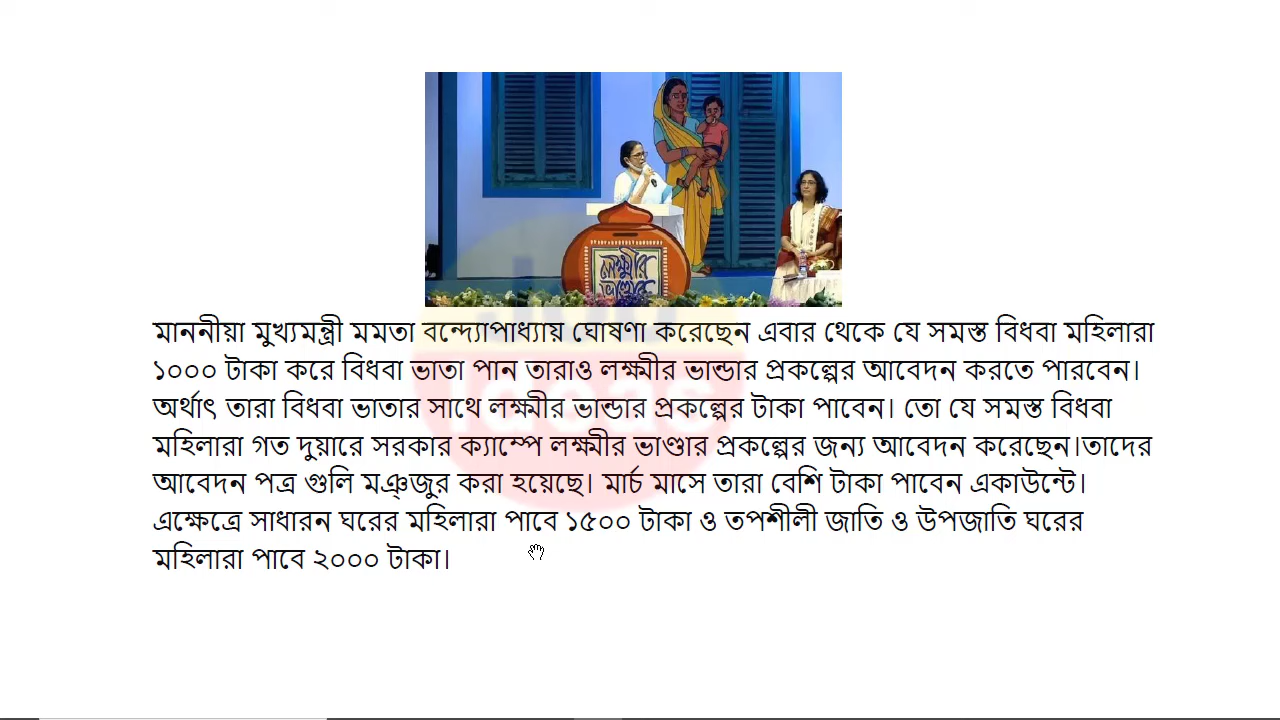 লক্ষ্মীর
ভাণ্ডার
মাননীয়া মুখ্যমন্ত্রী মমতা বন্দ্যোপাধ্যায় ঘোষণা করেছেন এবার থেকে যে সমস্ত বিধবা মহিলারা
১০০০ টাকা করে বিধবা ভাতা পান তারাও লক্ষ্মীর ভান্ডার প্রকল্পের আবেদন করতে পারবেন।
অর্থাৎ তারা বিধবা ভাতার সাথে লক্ষ্মীর ভান্ডার প্রকল্পের টাকা পাবেন। তো যে সমস্ত বিধবা
মহিলারা গত দুয়ারে সরকার ক্যাম্পে লক্ষ্মীর ভাণ্ডার প্রকল্পের জন্য আবেদন করেছেন।তাদের
আবেদন পত্র গুলি মঞ্জুর করা হয়েছে। মার্চ মাসে তারা বেশি টাকা পাবেন একাউন্টে।
এক্ষেত্রে সাধারন ঘরের মহিলারা পাবে ১৫০০ টাকা ও তপশীলী জাতি ও উপজাতি ঘরের
মহিলারা পাবে ২০০০ টাকা।
Ideas